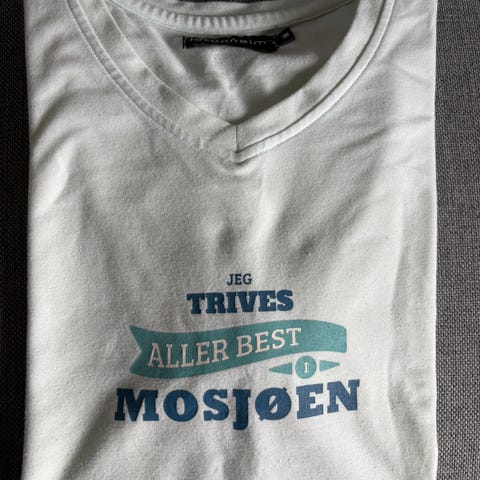 JEG
TRIVES
ALLER BEST
I
MOSJØEN